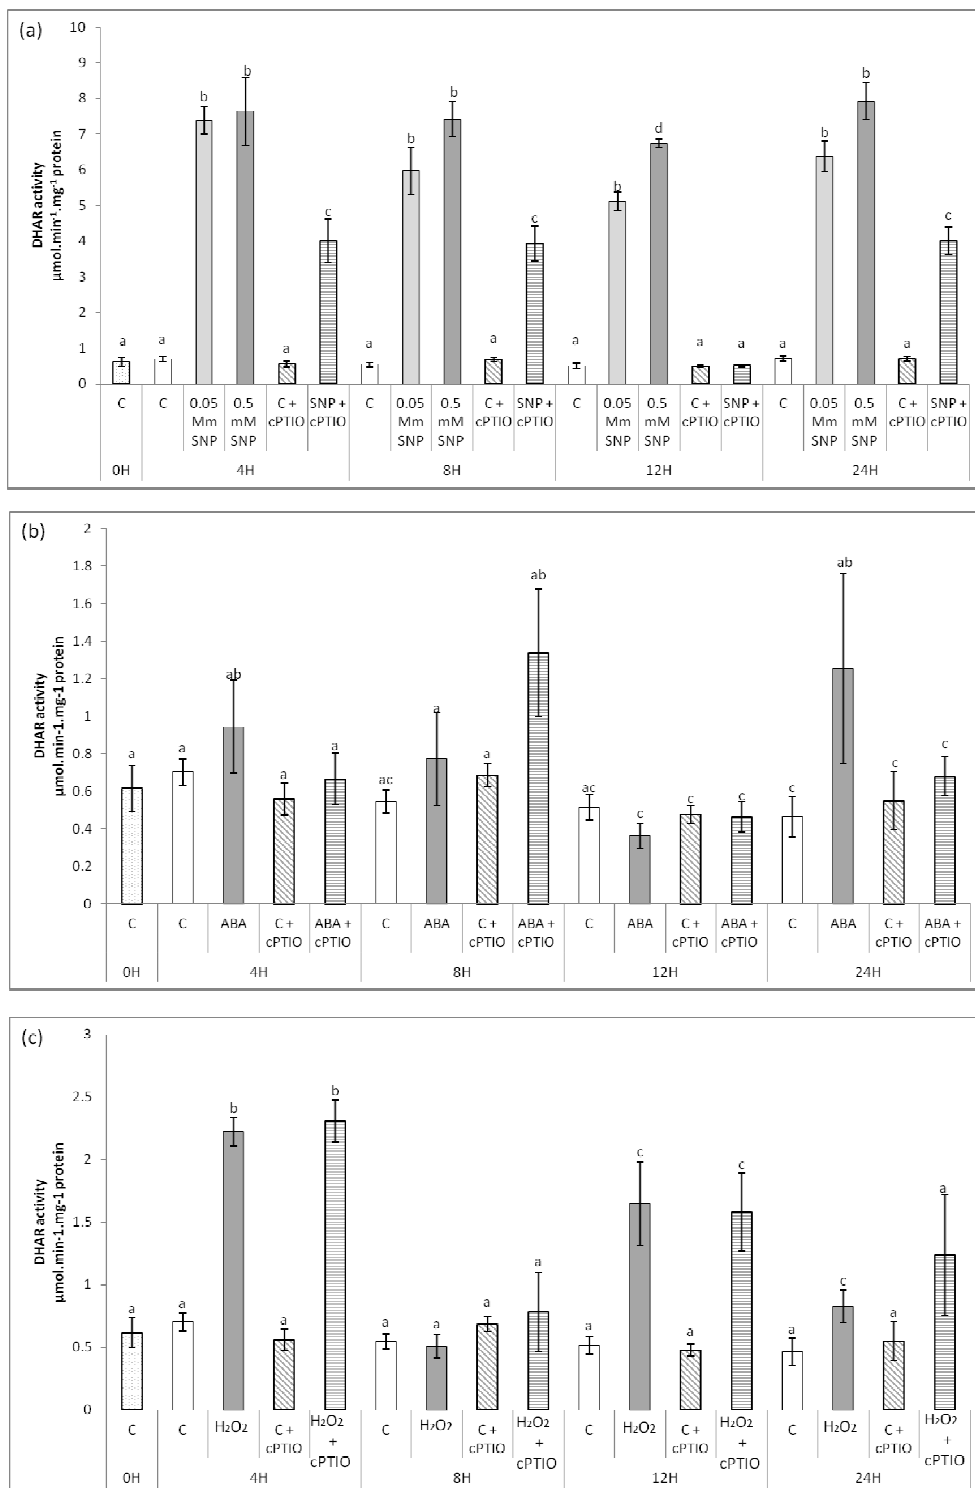 (a)
DHAR activity
µmol.min⁻¹.mg⁻¹ protein
10
9
8
7
6
5
4
3
2
1
0
a a b b a c a b b a c a b d a a a b b a c
C C 0.05 Mm SNP 0.5 mM SNP C + cPTIO SNP + cPTIO C 0.05 Mm SNP 0.5 mM SNP C + cPTIO SNP + cPTIO C 0.05 Mm SNP 0.5 mM SNP C + cPTIO SNP + cPTIO C 0.05 Mm SNP 0.5 mM SNP C + cPTIO SNP + cPTIO
0H 4H 8H 12H 24H
(b)
DHAR activity
µmol.min-1.mg-1 protein
2
1.8
1.6
1.4
1.2
1
0.8
0.6
0.4
0.2
0
a a ab a a ac a a ab ac c c c c ab c c
C C ABA C + cPTIO ABA + cPTIO C ABA C + cPTIO ABA + cPTIO C ABA C + cPTIO ABA + cPTIO C ABA C + cPTIO ABA + cPTIO
0H 4H 8H 12H 24H
(c)
DHAR activity
µmol.min-1.mg-1 protein
3
2.5
2
1.5
1
0.5
0
a a b a b a a a a a c a c a c a a
C C H₂O₂ C + cPTIO H₂O₂ + cPTIO C H₂O₂ C + cPTIO H₂O₂ + cPTIO C H₂O₂ C + cPTIO H₂O₂ + cPTIO C H₂O₂ C + cPTIO H₂O₂ + cPTIO
0H 4H 8H 12H 24H